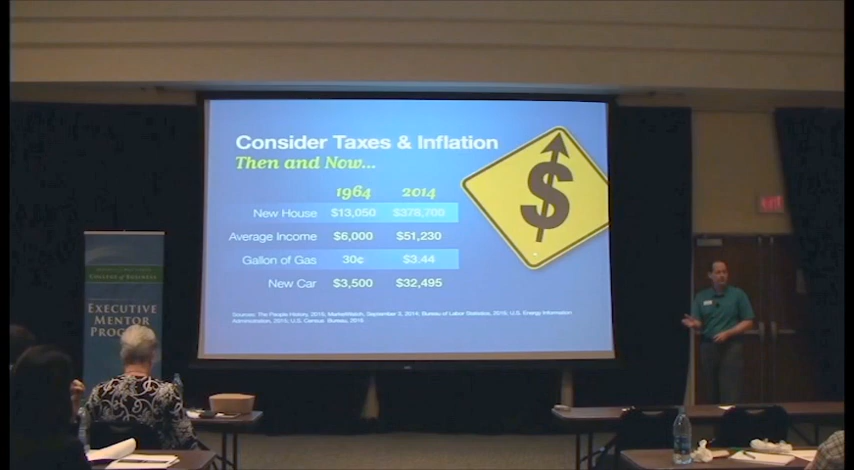 Consider Taxes & Inflation
Then and Now...
1964 2014
New House $13,050 $378,700
Average Income $6,000 $51,230
Gallon of Gas 30¢ $3.44
New Car $3,500 $32,495
Sources: The People History, 2015; MarketWatch, September 3, 2014; Bureau of Labor Statistics, 2015; U.S. Energy Information
Administration, 2015; U.S. Census Bureau, 2015
$
COLLEGE of BUSINESS
EXECUTIVE
MENTOR
EXIT